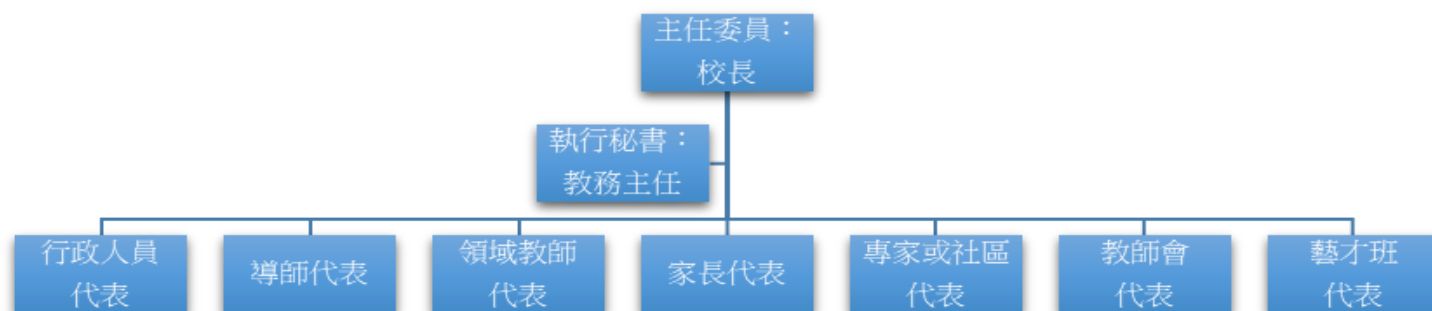 主任委員：
校長
執行秘書：
教務主任
行政人員
代表
導師代表
領域教師
代表
家長代表
專家或社區
代表
教師會
代表
藝才班
代表